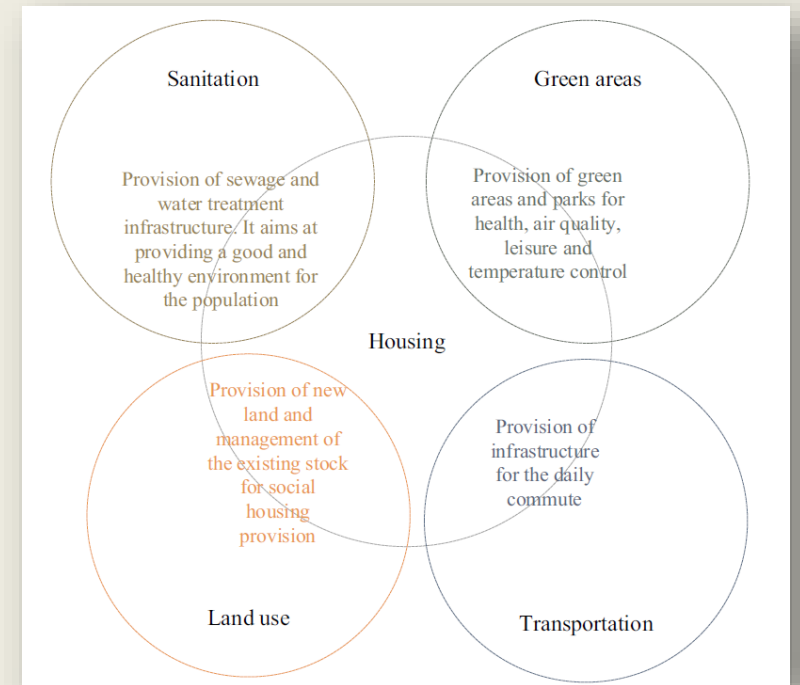 Sanitation
Provision of sewage and
water treatment
infrastructure. It aims at
providing a good and
healthy environment for
the population
Green areas
Provision of green
areas and parks for
health, air quality,
leisure and
temperature control
Housing
Provision of new
land and
management of
the existing stock
for social
housing
provision
Land use
Provision of
infrastructure
for the daily
commute
Transportation